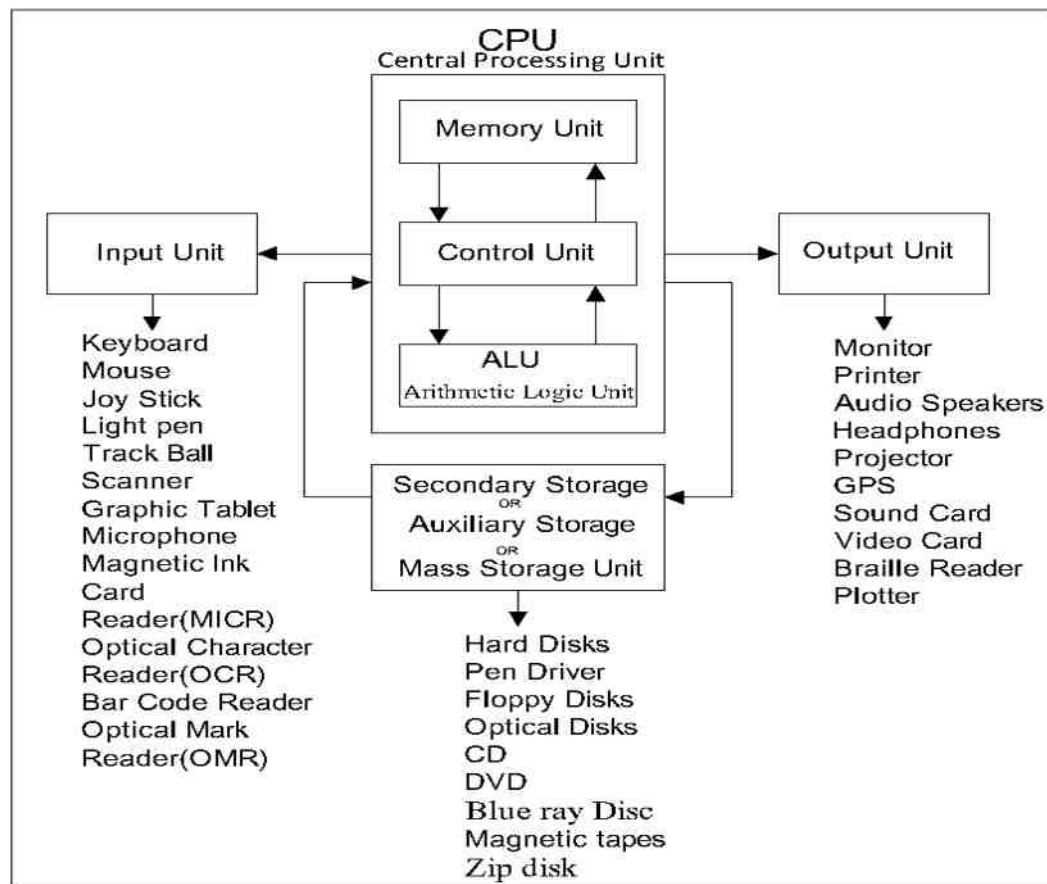 CPU
Central Processing Unit
Memory Unit
Control Unit
ALU
Arithmetic Logic Unit
Input Unit
Keyboard
Mouse
Joy Stick
Light pen
Track Ball
Scanner
Graphic Tablet
Microphone
Magnetic Ink
Card
Reader(MICR)
Optical Character
Reader(OCR)
Bar Code Reader
Optical Mark
Reader(OMR)
Output Unit
Monitor
Printer
Audio Speakers
Headphones
Projector
GPS
Sound Card
Video Card
Braille Reader
Plotter
Secondary Storage
OR
Auxiliary Storage
OR
Mass Storage Unit
Hard Disks
Pen Driver
Floppy Disks
Optical Disks
CD
DVD
Blue ray Disc
Magnetic tapes
Zip disk